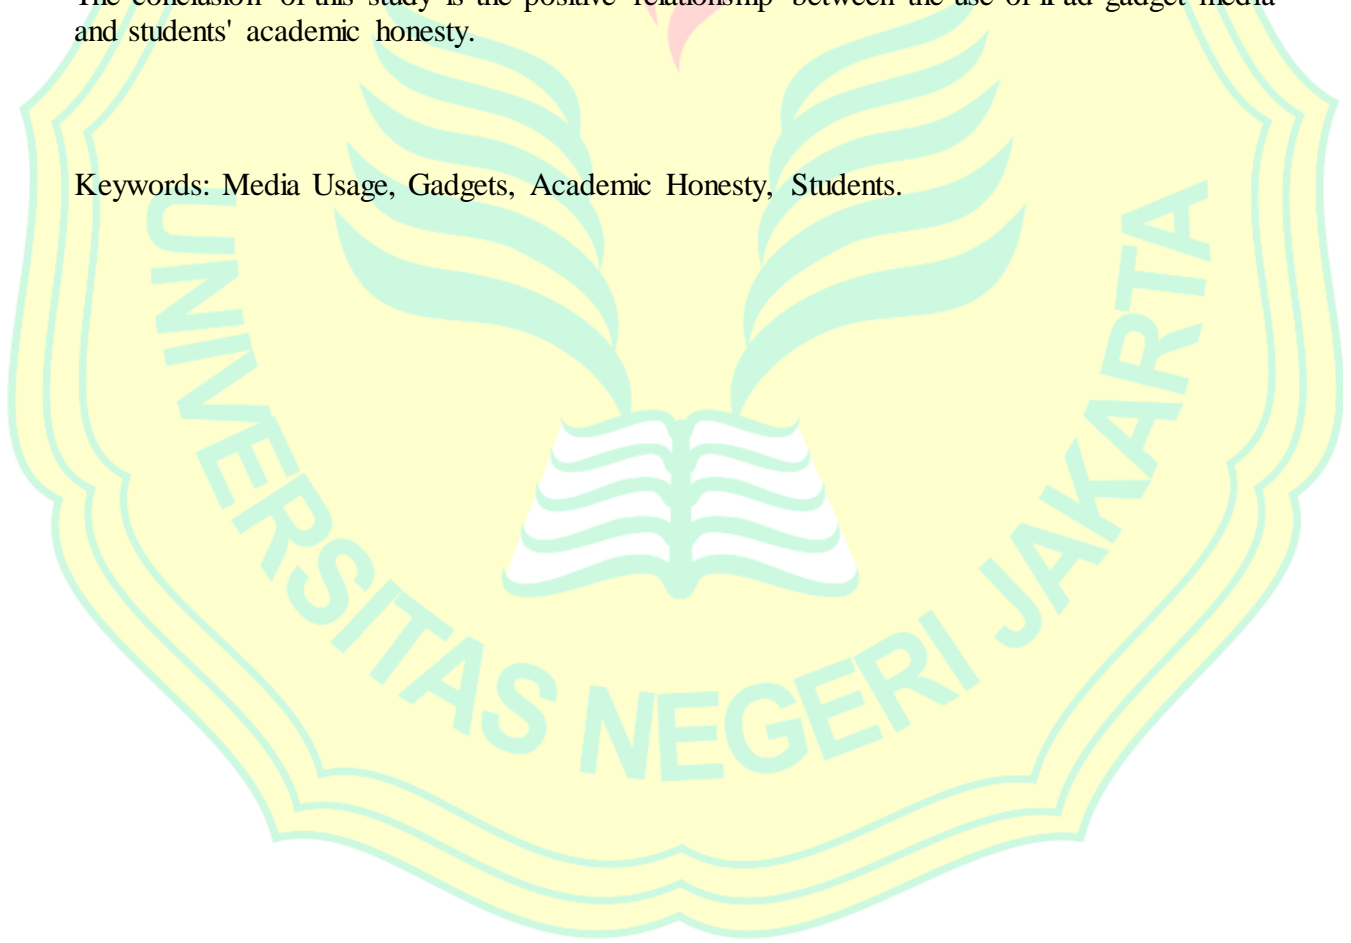 The conclusion of this study is the positive relationship between the use of iPad gadget media
and students' academic honesty.
Keywords: Media Usage, Gadgets, Academic Honesty, Students.
UNIVERSITAS NEGERI JAKARTA